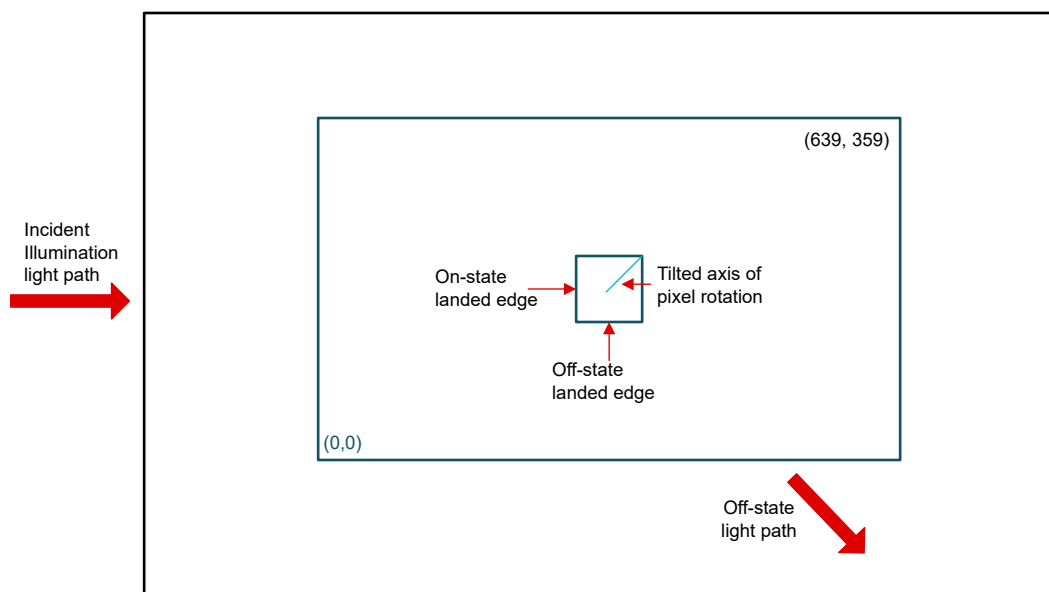 (639, 359)
Incident
Illumination
light path
On-state
landed edge
Tilted axis of
pixel rotation
Off-state
landed edge
(0,0)
Off-state
light path